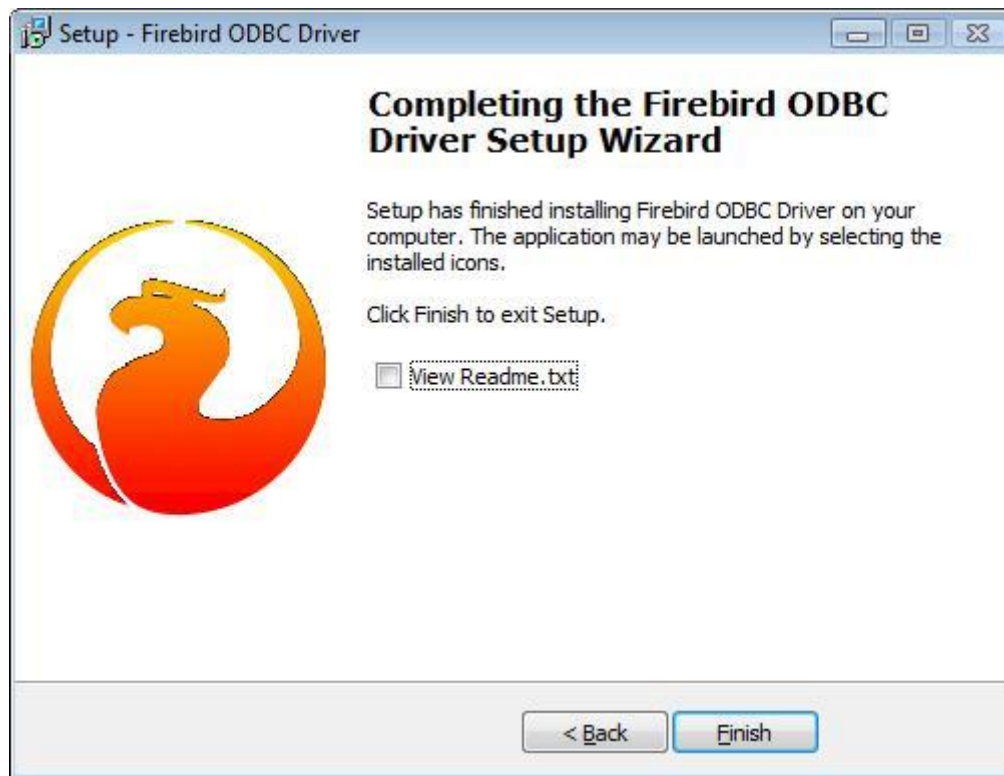 Setup - Firebird ODBC Driver
Completing the Firebird ODBC
Driver Setup Wizard
Setup has finished installing Firebird ODBC Driver on your
computer. The application may be launched by selecting the
installed icons.
Click Finish to exit Setup.
View Readme.txt
< Back
Finish